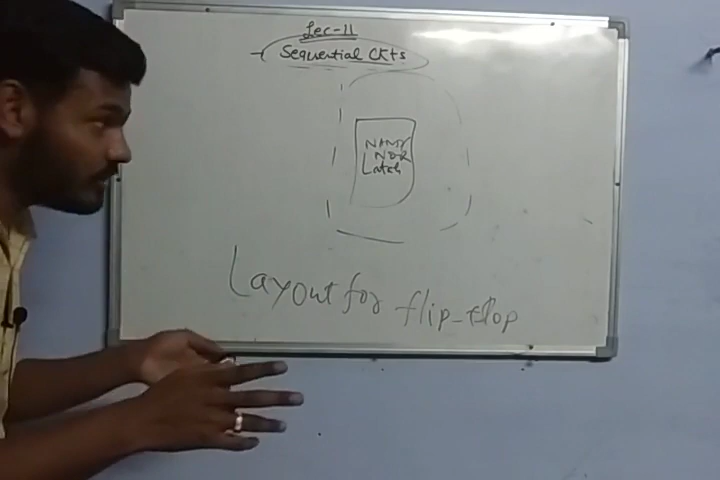 Lec-11
Sequential CKts
NAND/
NOR
Latch
Layout for flip-flop